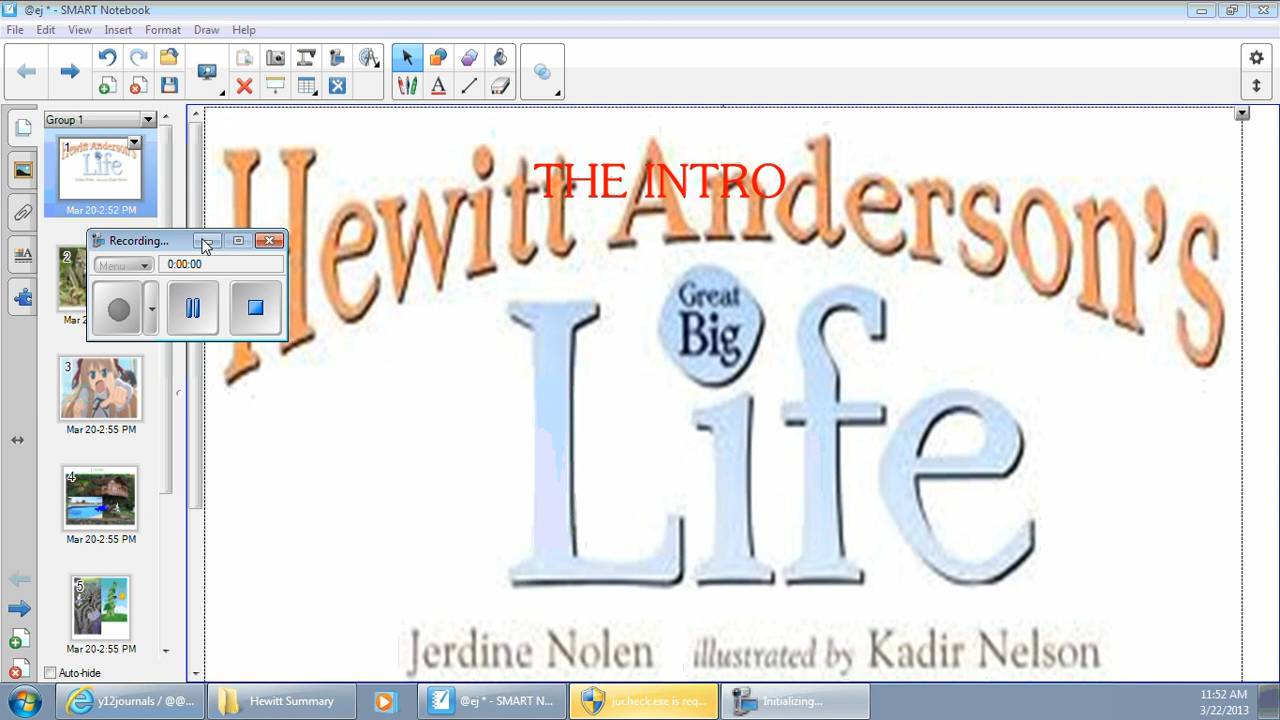 @ej * - SMART Notebook
File Edit View Insert Format Draw Help
Group 1
1
Mar 20-2:52 PM
2
Mar 2
3
Mar 20-2:55 PM
4
Mar 20-2:55 PM
5
Mar 20-2:55 PM
Auto-hide
Recording...
Menu
0:00:00
THE INTRO
Hewitt Anderson's
Great
Big
Life
Jerdine Nolen illustrated by Kadir Nelson
y12journals / @@...
Hewitt Summary
@ej * - SMART N...
jucheck.exe is req...
Initializing...
11:52 AM
3/22/2013